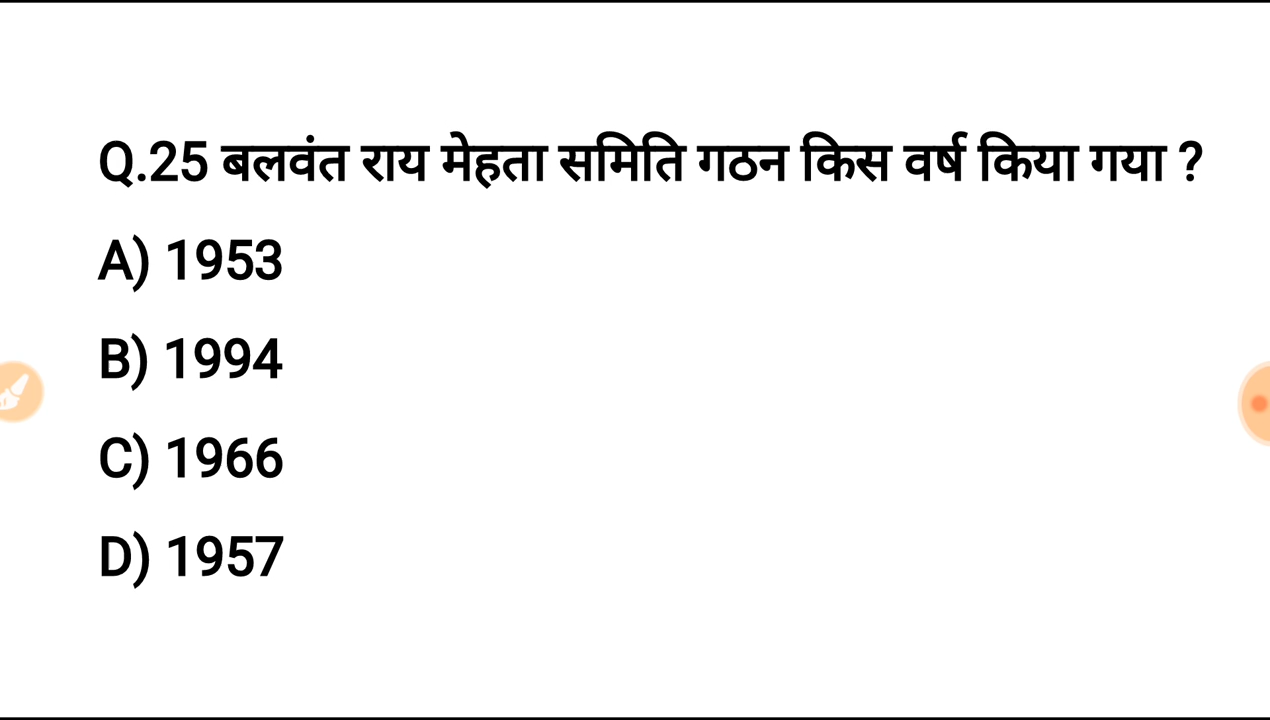 Q.25 बलवंत राय मेहता समिति गठन किस वर्ष किया गया ?
A) 1953
B) 1994
C) 1966
D) 1957